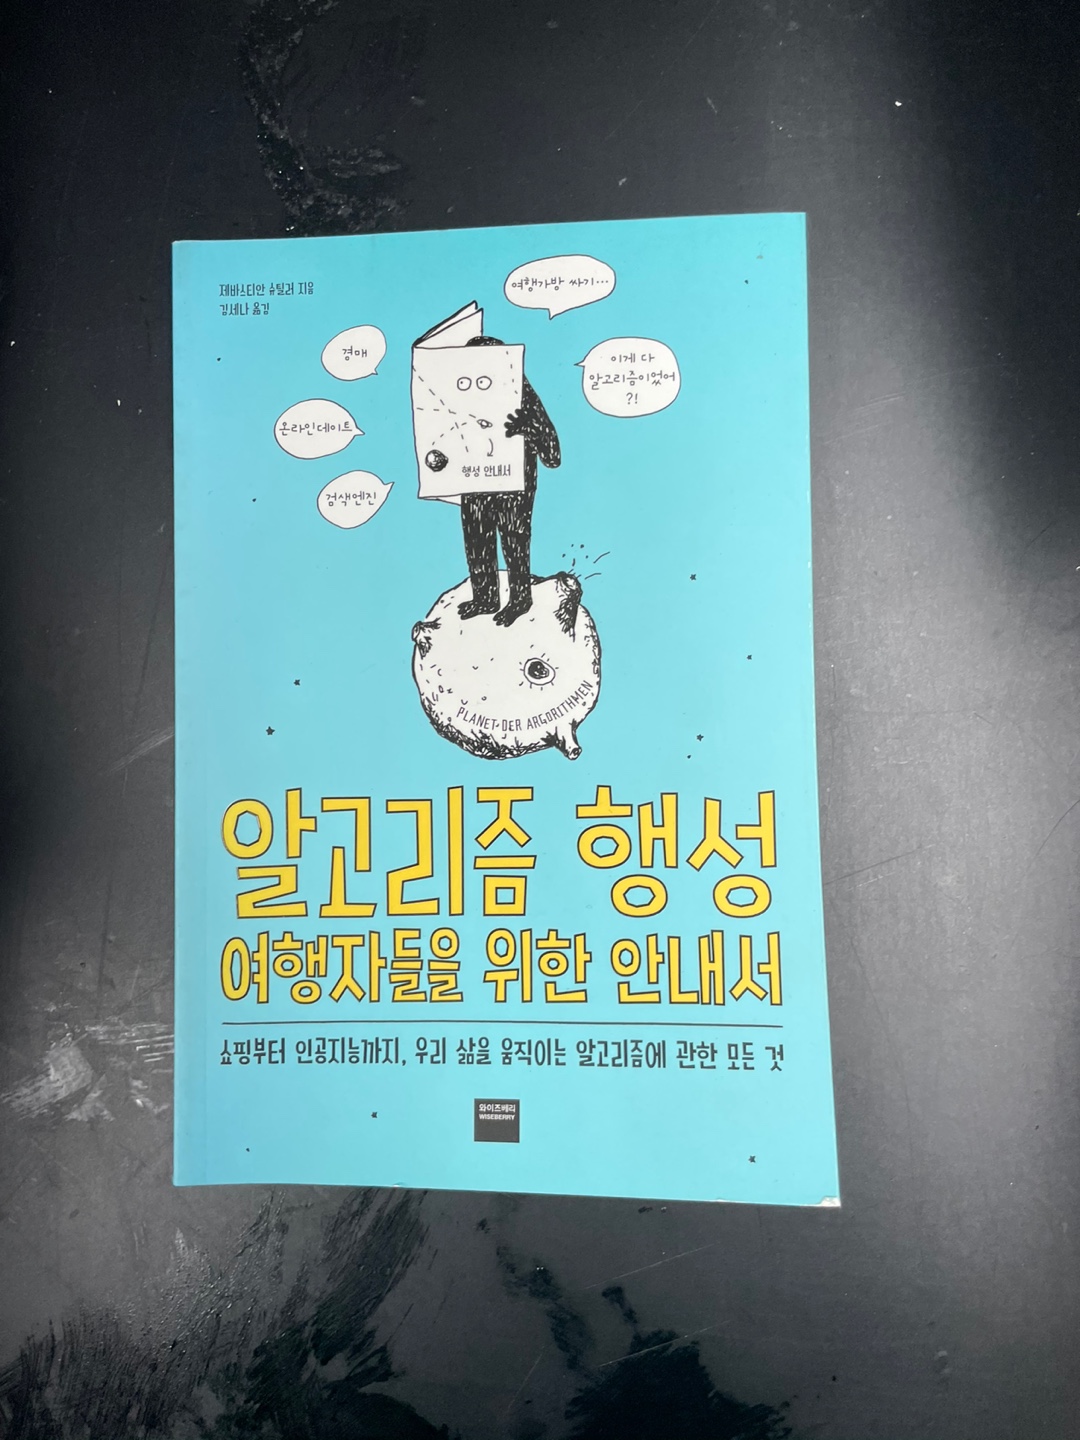 제바스티안 슈틸러 지음
김세나 옮김
여행가방 싸기...
경매
이게 다
알고리즘이었어
?!
온라인데이트
검색엔진
행성 안내서
PLANET DER ARGORITHMEN
알고리즘 행성
여행자들을 위한 안내서
쇼핑부터 인공지능까지, 우리 삶을 움직이는 알고리즘에 관한 모든 것
와이즈베리
WISEBERRY